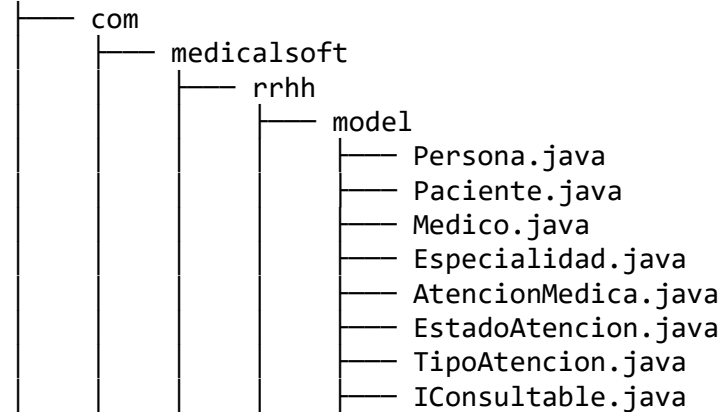 com
medicalsoft
rrhh
model
Persona.java
Paciente.java
Medico.java
Especialidad.java
AtencionMedica.java
EstadoAtencion.java
TipoAtencion.java
IConsultable.java